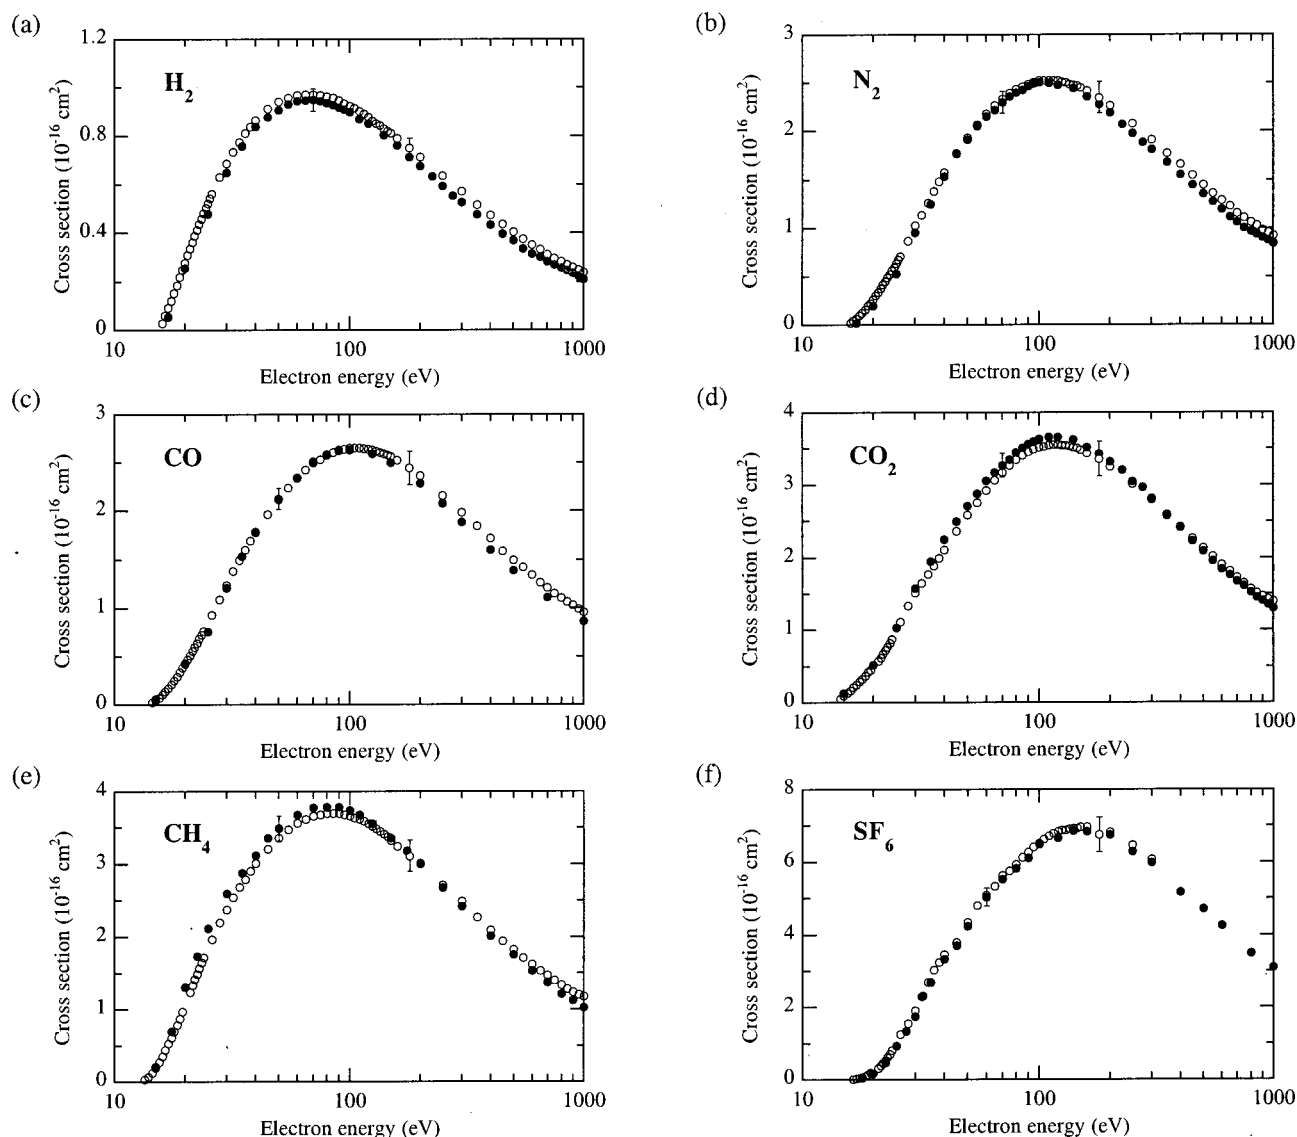 (a)
1.2
0.8
0.4
0
Cross section (10⁻¹⁶ cm²)
H₂
10
100
1000
Electron energy (eV)
(b)
3
2
1
0
Cross section (10⁻¹⁶ cm²)
N₂
10
100
1000
Electron energy (eV)
(c)
3
2
1
0
Cross section (10⁻¹⁶ cm²)
CO
10
100
1000
Electron energy (eV)
(d)
4
3
2
1
0
Cross section (10⁻¹⁶ cm²)
CO₂
10
100
1000
Electron energy (eV)
(e)
4
3
2
1
0
Cross section (10⁻¹⁶ cm²)
CH₄
10
100
1000
Electron energy (eV)
(f)
8
6
4
2
0
Cross section (10⁻¹⁶ cm²)
SF₆
10
100
1000
Electron energy (eV)